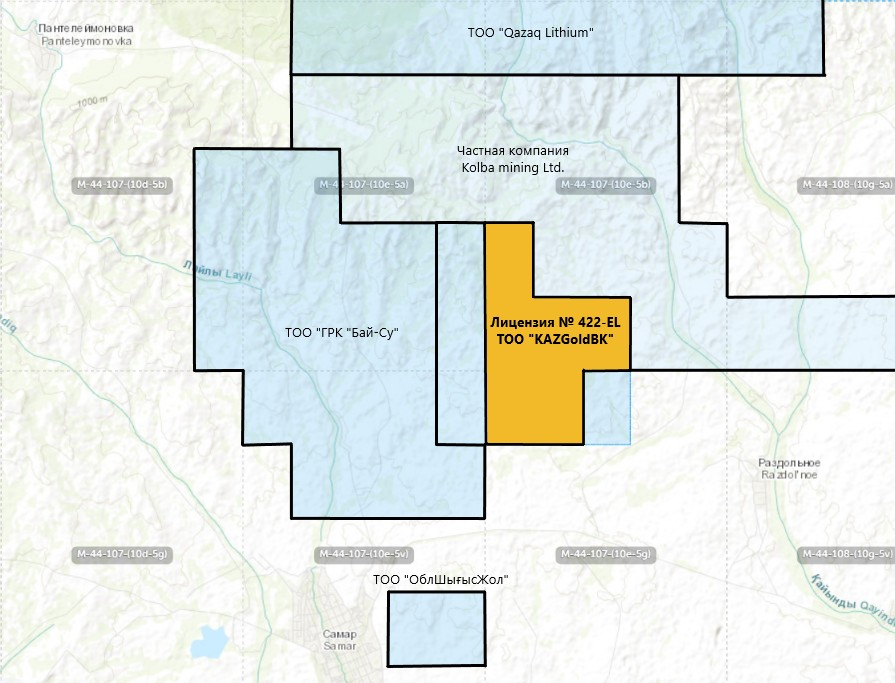 ТОО "Qazaq Lithium"
Пантелеймоновка
Panteleymonovka
1000 m
Частная компания
Kolba mining Ltd.
M-44-107-(10d-5b)
M-44-107-(10e-5a)
M-44-107-(10e-5b)
M-44-108-(10g-5a)
Лайлы Layli
diq
Лицензия № 422-EL
ТОО "KAZGoldBK"
ТОО "ГРК "Бай-Су"
Раздольное
Razdol'noe
M-44-107-(10d-5g)
M-44-107-(10e-5v)
M-44-107-(10e-5g)
M-44-108-(10g-5v)
ТОО "ОблШығысЖол"
Қайыңды Qayind
Самар
Samar